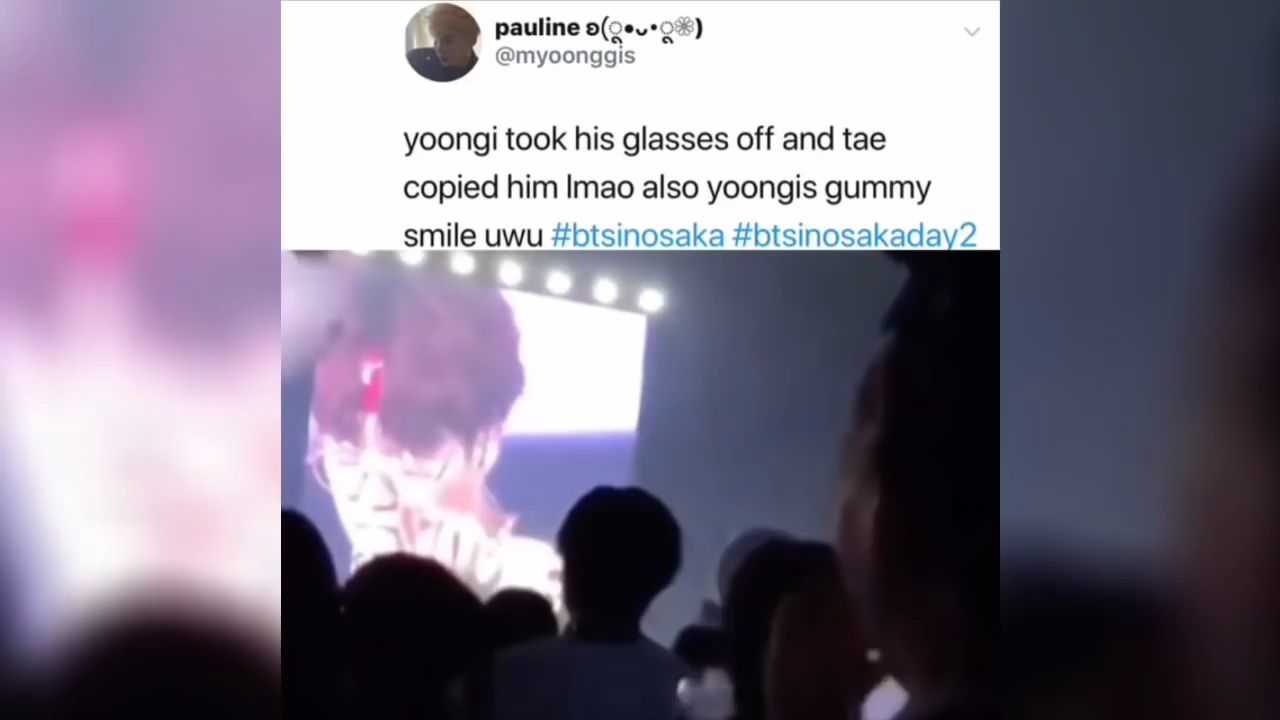 pauline ʚ(ू•ᴗ•ू❀)
@myoonggis
yoongi took his glasses off and tae
copied him lmao also yoongis gummy
smile uwu #btsinosaka #btsinosakaday2